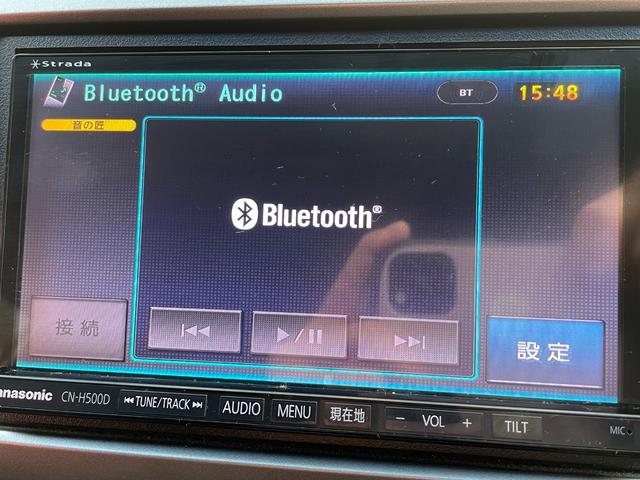 Strada
Bluetooth® Audio
BT
15:48
音の匠
Bluetooth®
接続
設定
Panasonic CN-H500D TUNE/TRACK AUDIO MENU 現在地 - VOL + TILT MIC